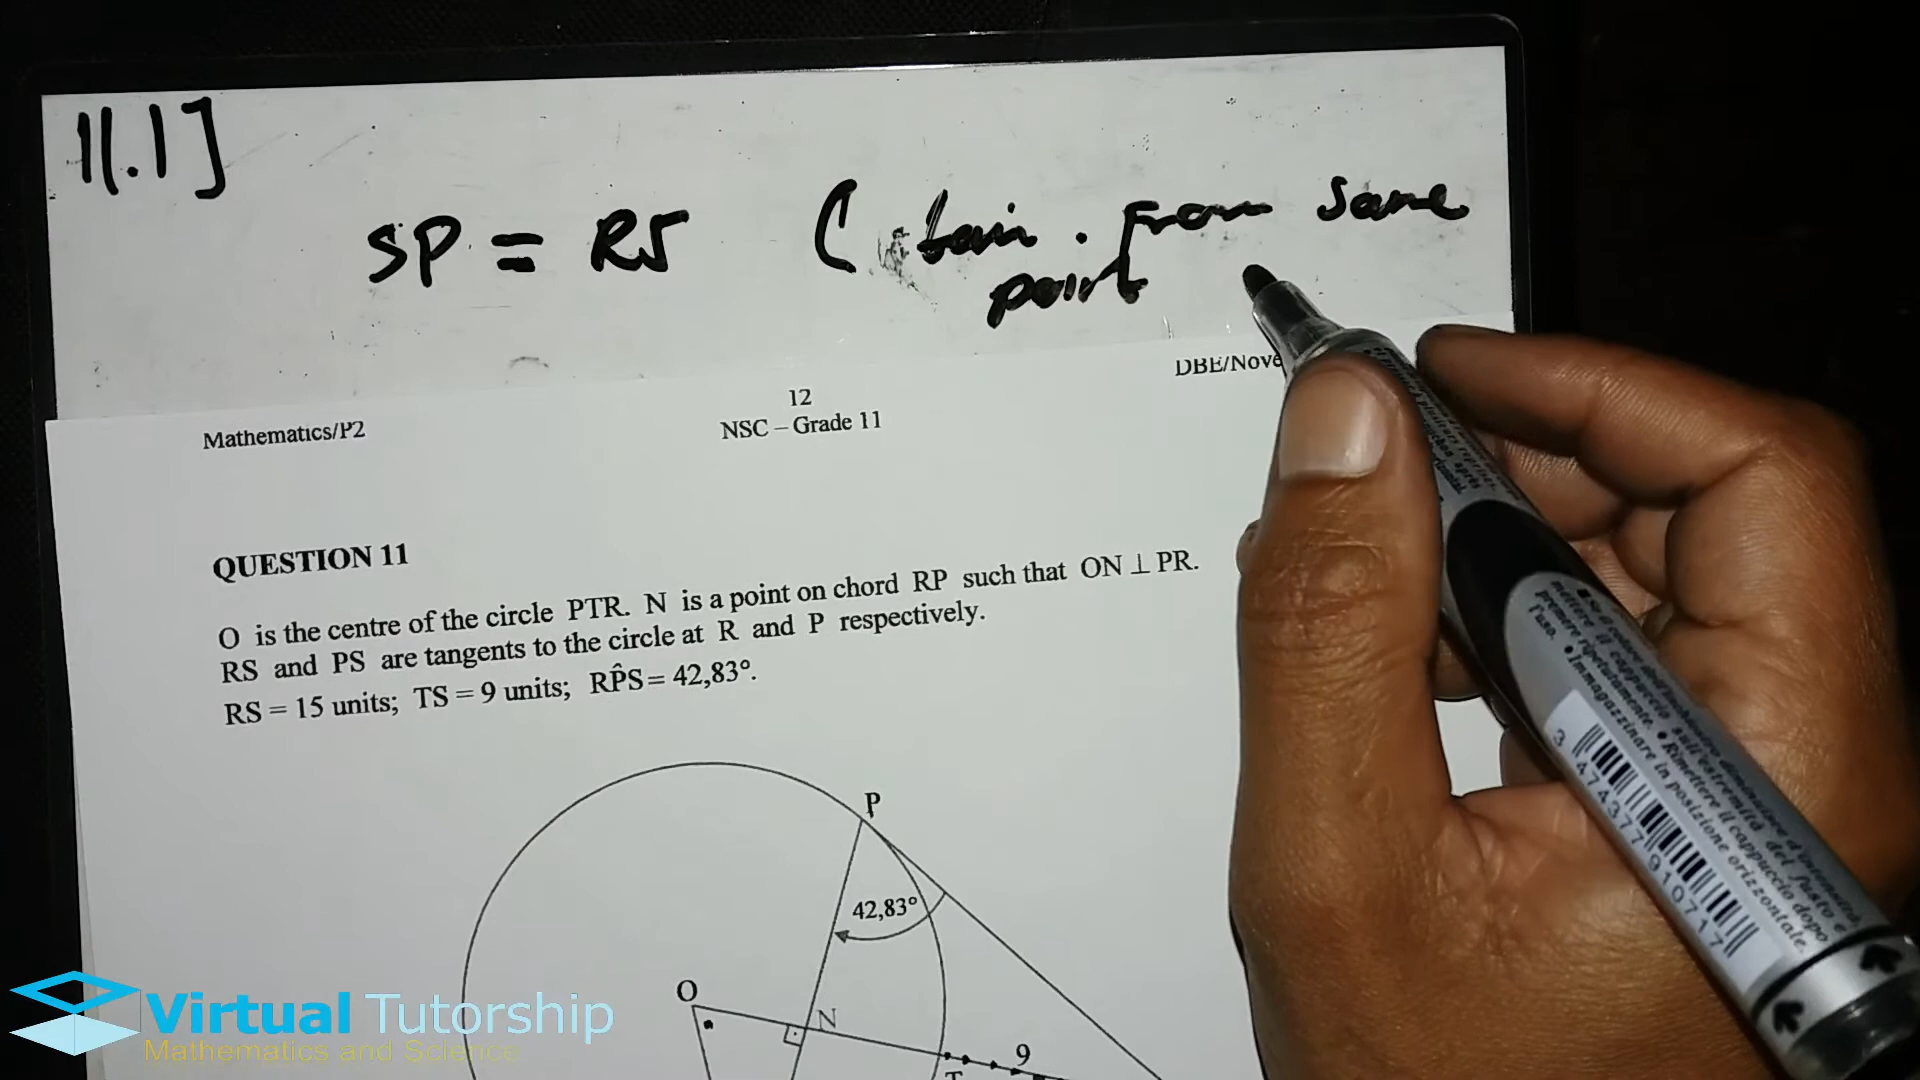 11.1]
SP = RS ( tan. from same
point
DBE/Nove
12
Mathematics/P2
NSC – Grade 11
QUESTION 11
O is the centre of the circle PTR. N is a point on chord RP such that ON ⊥ PR.
RS and PS are tangents to the circle at R and P respectively.
RS = 15 units; TS = 9 units; RP̂S = 42,83°.
P
42,83°
O
N
9
T
Virtual Tutorship
Mathematics and Science
3 474377 910717